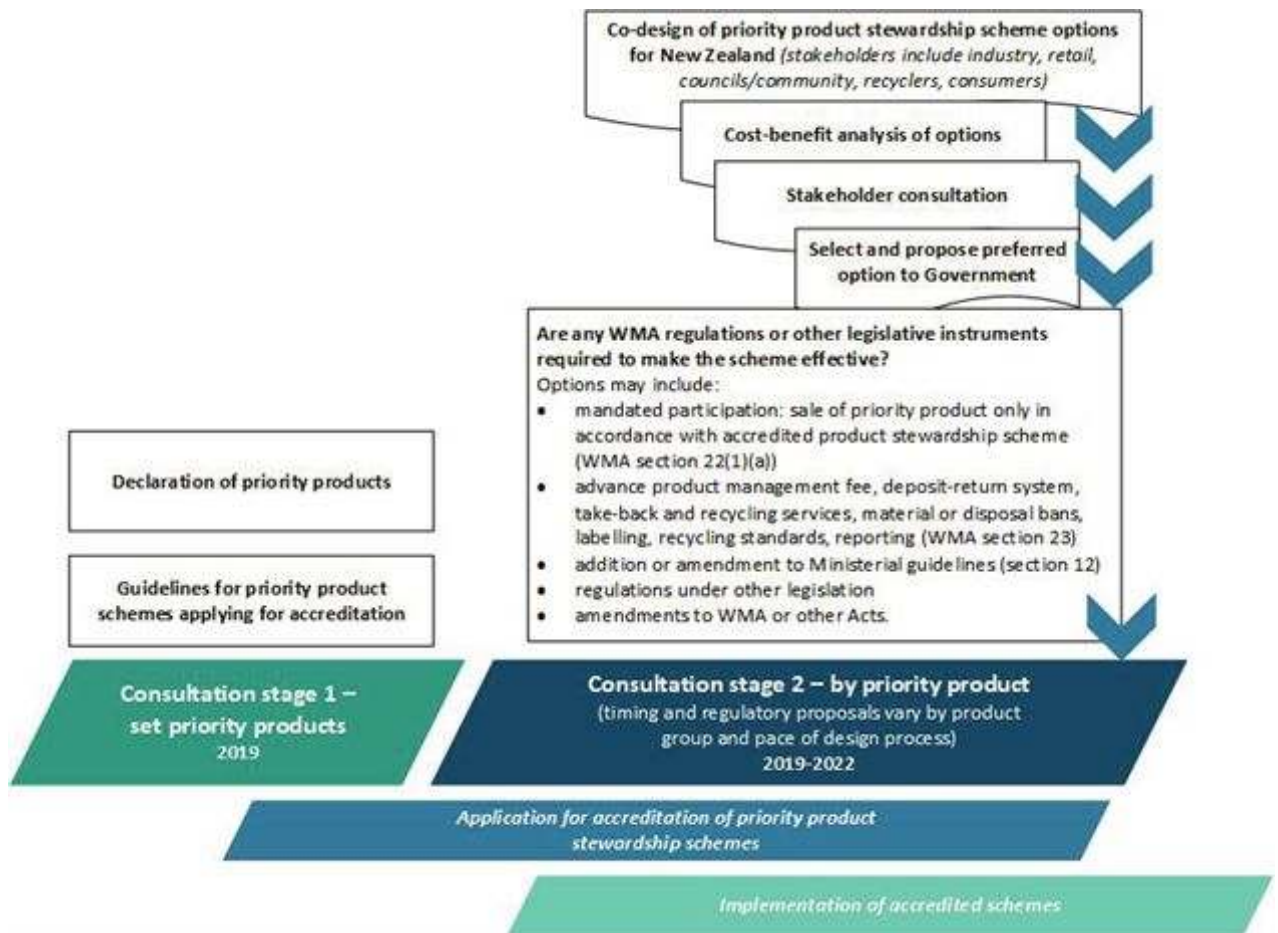 Co-design of priority product stewardship scheme options
for New Zealand (stakeholders include industry, retail,
councils/community, recyclers, consumers)
Cost-benefit analysis of options
Stakeholder consultation
Select and propose preferred
option to Government
Are any WMA regulations or other legislative instruments
required to make the scheme effective?
Options may include:
• mandated participation: sale of priority product only in
accordance with accredited product stewardship scheme
(WMA section 22(1)(a))
• advance product management fee, deposit-return system,
take-back and recycling services, material or disposal bans,
labelling, recycling standards, reporting (WMA section 23)
• addition or amendment to Ministerial guidelines (section 12)
• regulations under other legislation
• amendments to WMA or other Acts.
Declaration of priority products
Guidelines for priority product
schemes applying for accreditation
Consultation stage 1 –
set priority products
2019
Consultation stage 2 – by priority product
(timing and regulatory proposals vary by product
group and pace of design process)
2019-2022
Application for accreditation of priority product
stewardship schemes
Implementation of accredited schemes